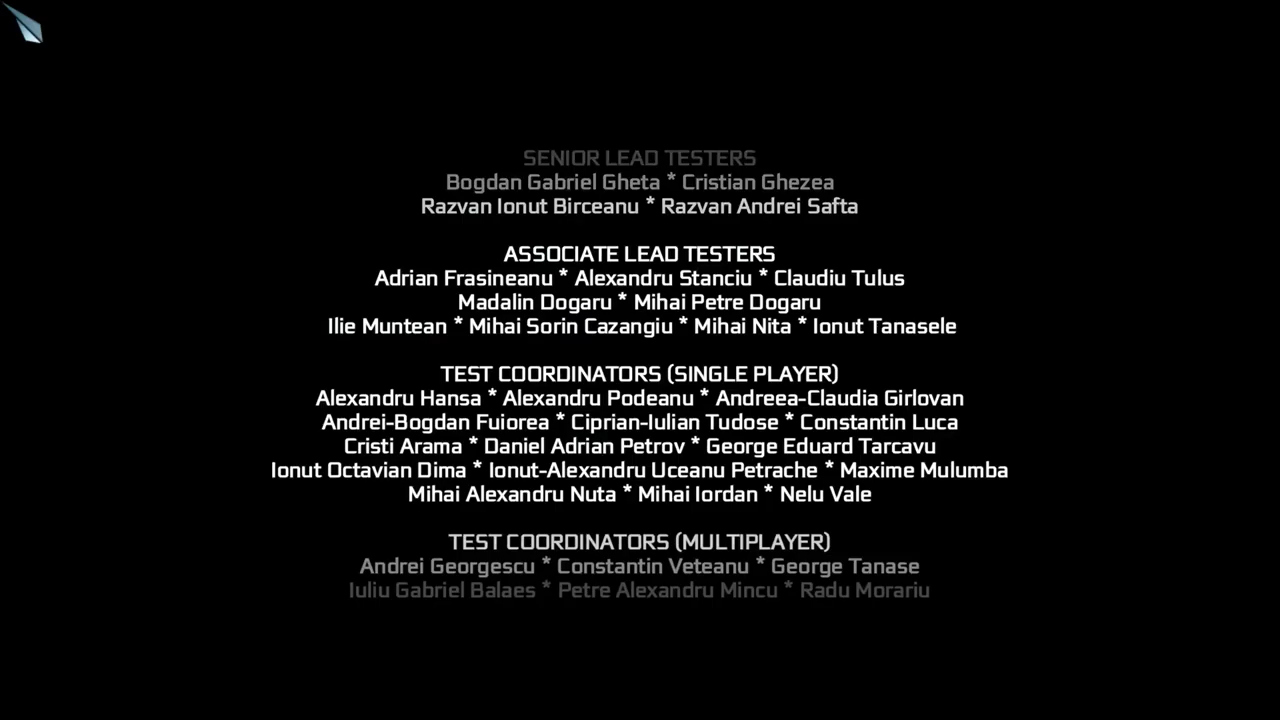 SENIOR LEAD TESTERS
Bogdan Gabriel Gheta * Cristian Ghezea
Razvan Ionut Birceanu * Razvan Andrei Safta
ASSOCIATE LEAD TESTERS
Adrian Frasineanu * Alexandru Stanciu * Claudiu Tulus
Madalin Dogaru * Mihai Petre Dogaru
Ilie Muntean * Mihai Sorin Cazangiu * Mihai Nita * Ionut Tanasele
TEST COORDINATORS (SINGLE PLAYER)
Alexandru Hansa * Alexandru Podeanu * Andreea-Claudia Girlovan
Andrei-Bogdan Fuiorea * Ciprian-Iulian Tudose * Constantin Luca
Cristi Arama * Daniel Adrian Petrov * George Eduard Tarcavu
Ionut Octavian Dima * Ionut-Alexandru Uceanu Petrache * Maxime Mulumba
Mihai Alexandru Nuta * Mihai Iordan * Nelu Vale
TEST COORDINATORS (MULTIPLAYER)
Andrei Georgescu * Constantin Veteanu * George Tanase
Iuliu Gabriel Balaes * Petre Alexandru Mincu * Radu Morariu